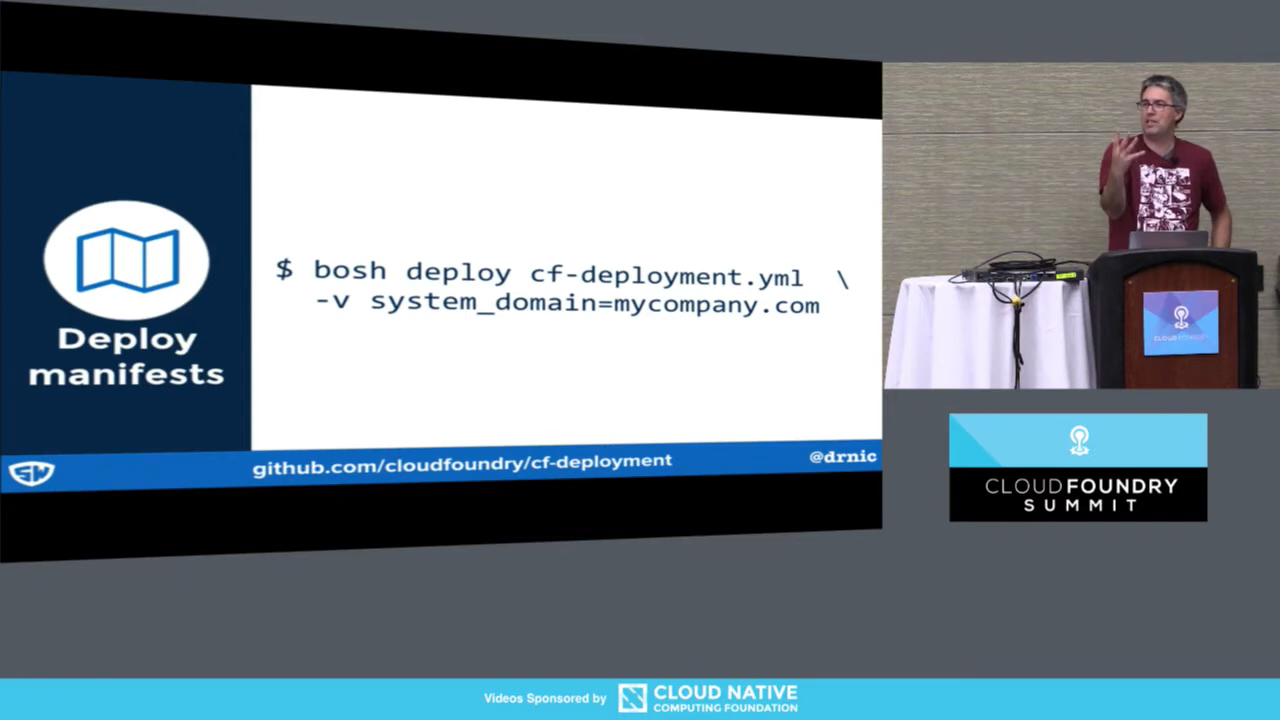 $ bosh deploy cf-deployment.yml \
-v system_domain=mycompany.com
Deploy
manifests
github.com/cloudfoundry/cf-deployment
@drnic
CLOUD FOUNDRY
CLOUDFOUNDRY
SUMMIT
Videos Sponsored by
CLOUD NATIVE
COMPUTING FOUNDATION